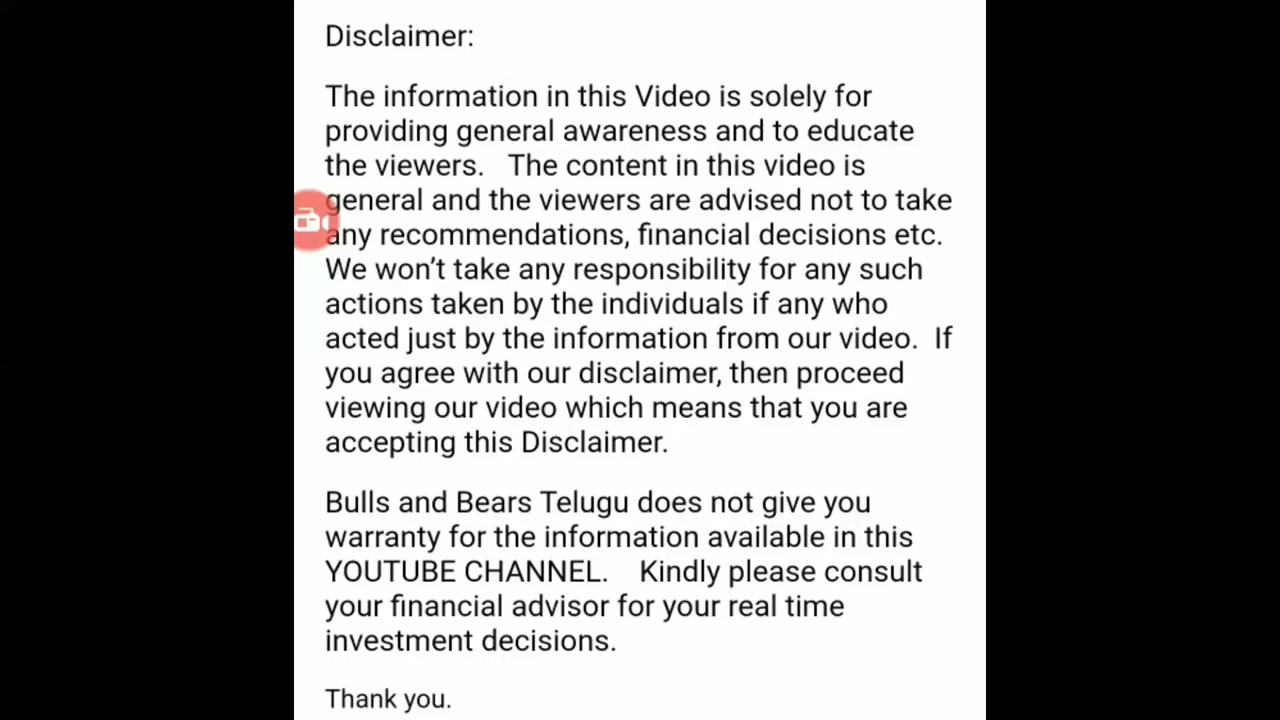 Disclaimer:
The information in this Video is solely for
providing general awareness and to educate
the viewers.   The content in this video is
general and the viewers are advised not to take
any recommendations, financial decisions etc.
We won’t take any responsibility for any such
actions taken by the individuals if any who
acted just by the information from our video.  If
you agree with our disclaimer, then proceed
viewing our video which means that you are
accepting this Disclaimer.
Bulls and Bears Telugu does not give you
warranty for the information available in this
YOUTUBE CHANNEL.    Kindly please consult
your financial advisor for your real time
investment decisions.
Thank you.